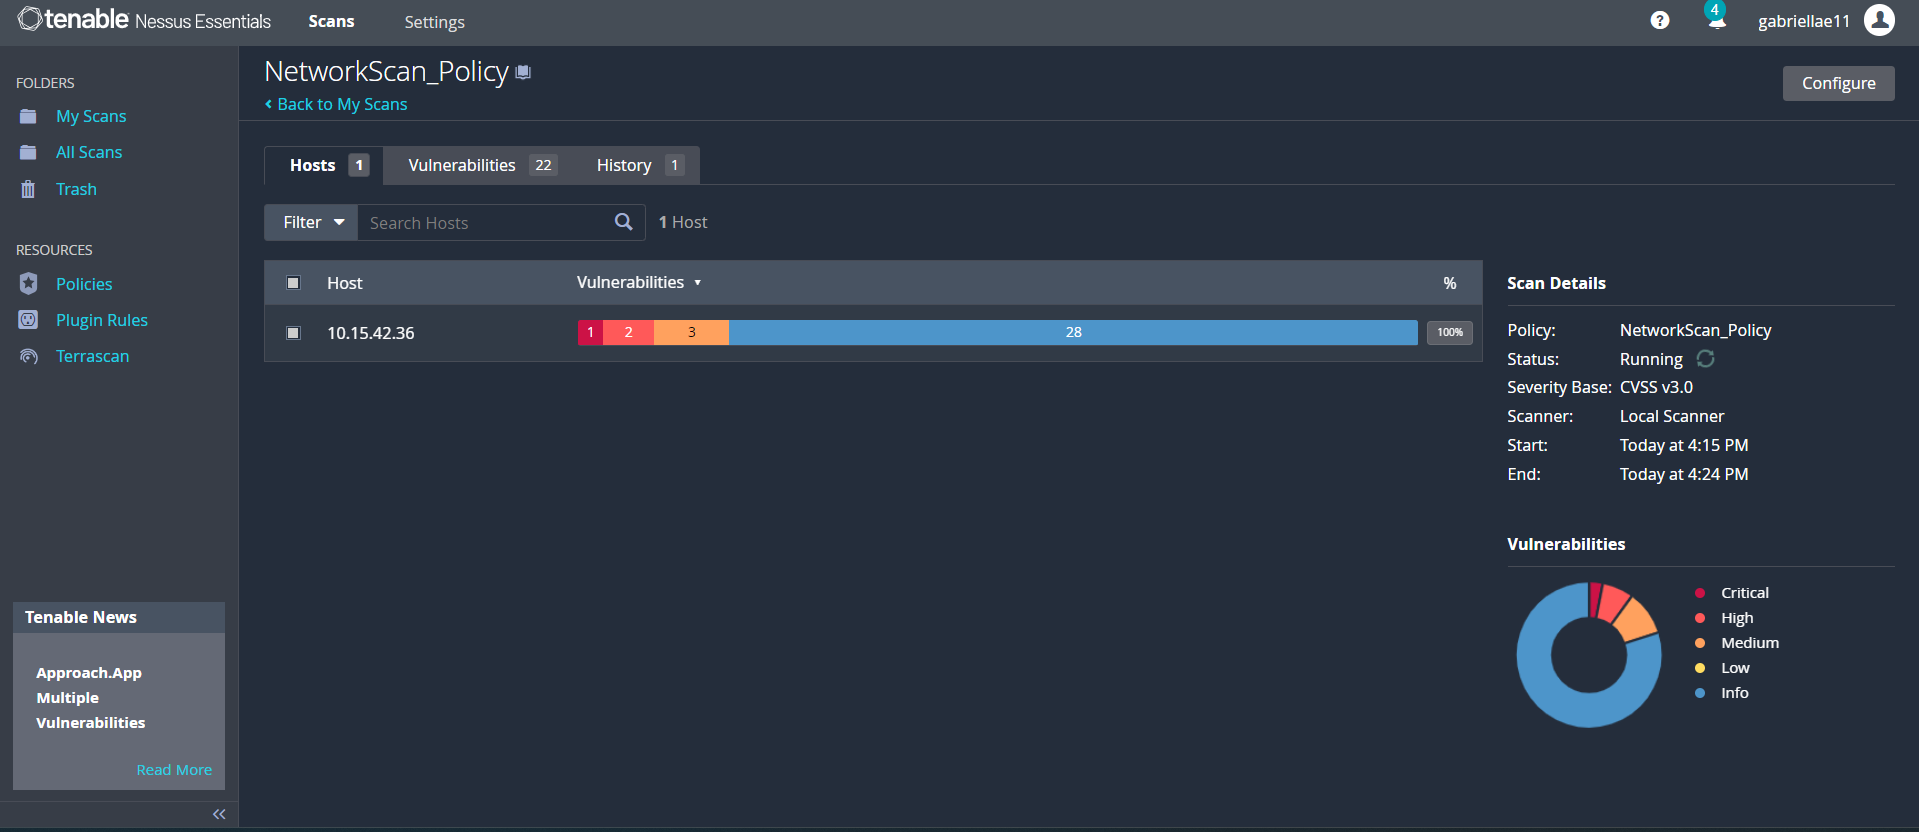 tenable Nessus Essentials
Scans
Settings
?
4
gabriellae11
FOLDERS
My Scans
All Scans
Trash
RESOURCES
Policies
Plugin Rules
Terrascan
Tenable News
Approach.App
Multiple
Vulnerabilities
Read More
NetworkScan_Policy
Back to My Scans
Configure
Hosts 1
Vulnerabilities 22
History 1
Filter
Search Hosts
1 Host
Host Vulnerabilities %
10.15.42.36 1 2 3 28 100%
Scan Details
Policy: NetworkScan_Policy
Status: Running
Severity Base: CVSS v3.0
Scanner: Local Scanner
Start: Today at 4:15 PM
End: Today at 4:24 PM
Vulnerabilities
Critical
High
Medium
Low
Info